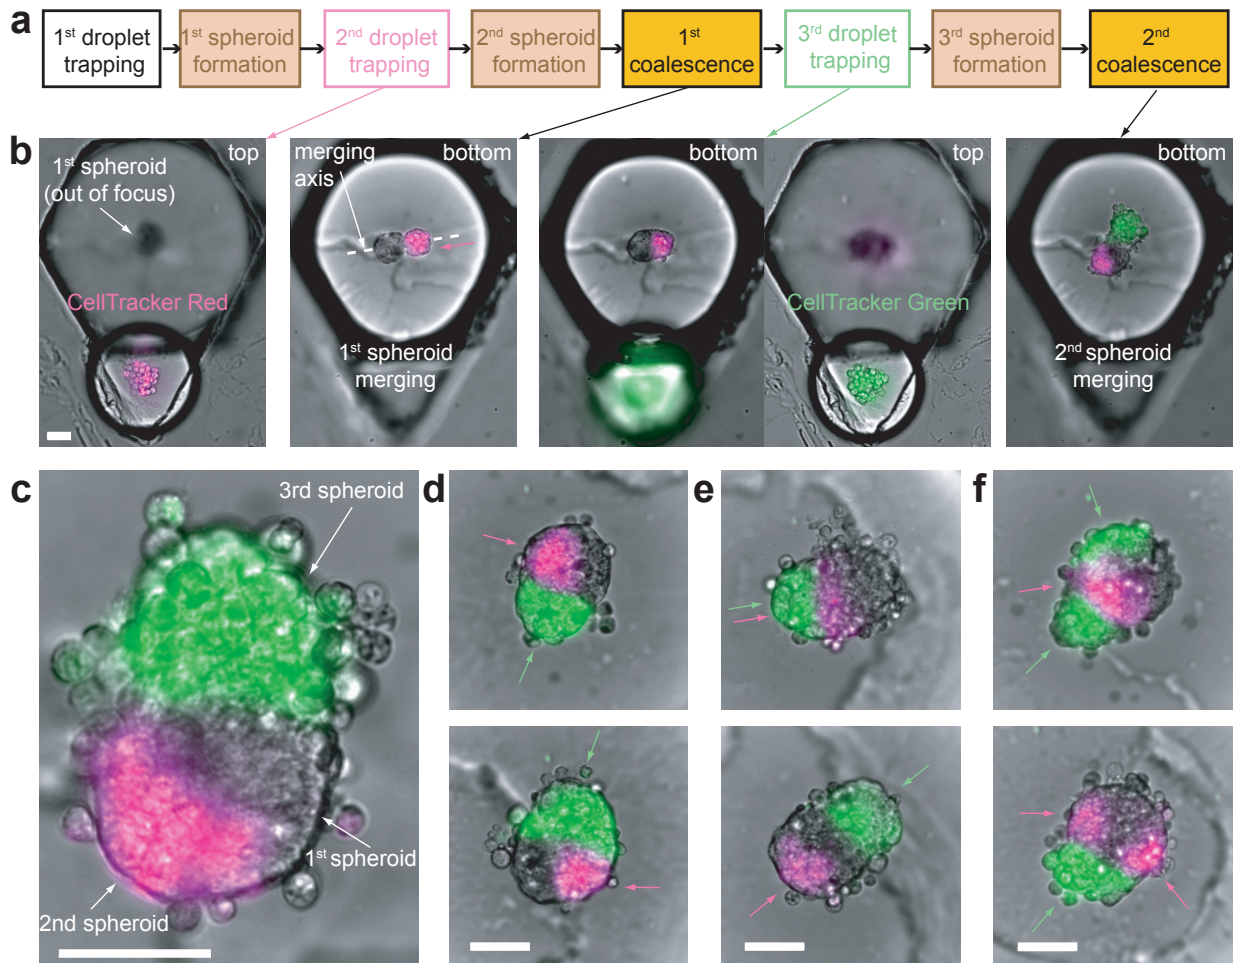 a
1st droplet
trapping
1st spheroid
formation
2nd droplet
trapping
2nd spheroid
formation
1st
coalescence
3rd droplet
trapping
3rd spheroid
formation
2nd
coalescence
b
1st spheroid
(out of focus)
top
CellTracker Red
merging
axis
bottom
1st spheroid
merging
bottom
top
CellTracker Green
bottom
2nd spheroid
merging
c
3rd spheroid
1st spheroid
2nd spheroid
d
e
f